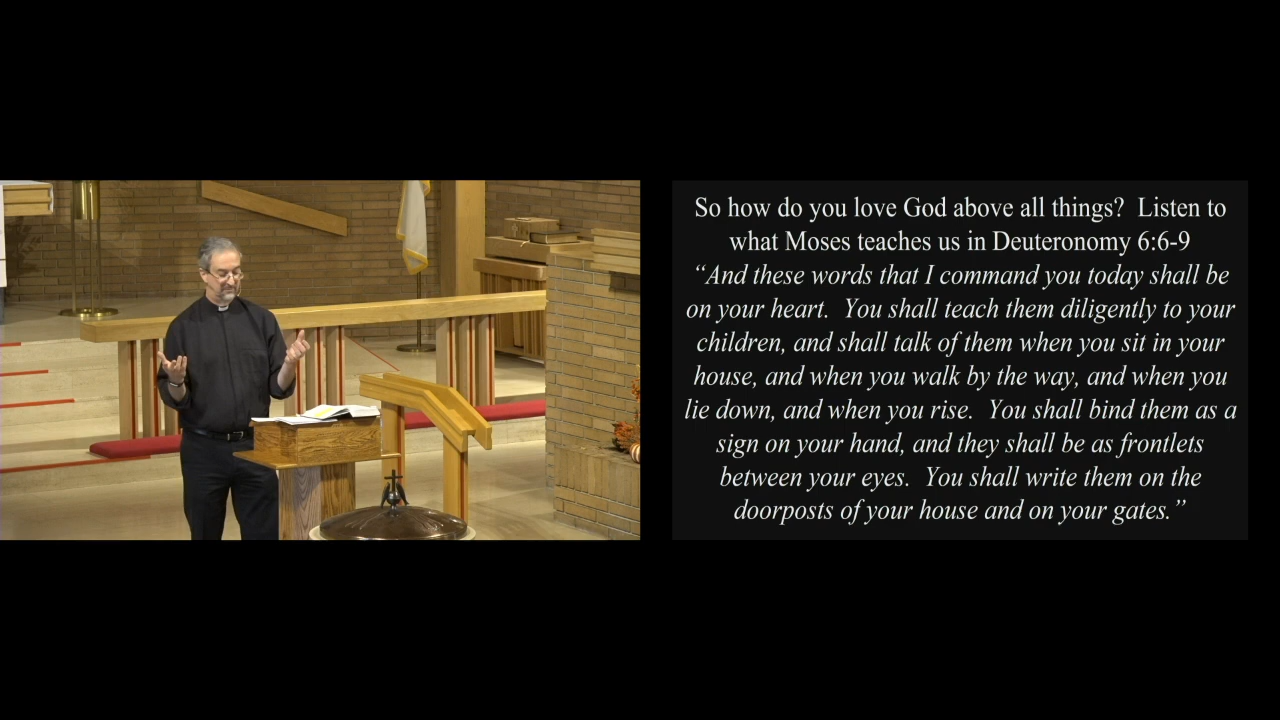 So how do you love God above all things?  Listen to
what Moses teaches us in Deuteronomy 6:6-9
“And these words that I command you today shall be
on your heart.  You shall teach them diligently to your
children, and shall talk of them when you sit in your
house, and when you walk by the way, and when you
lie down, and when you rise.  You shall bind them as a
sign on your hand, and they shall be as frontlets
between your eyes.  You shall write them on the
doorposts of your house and on your gates.”